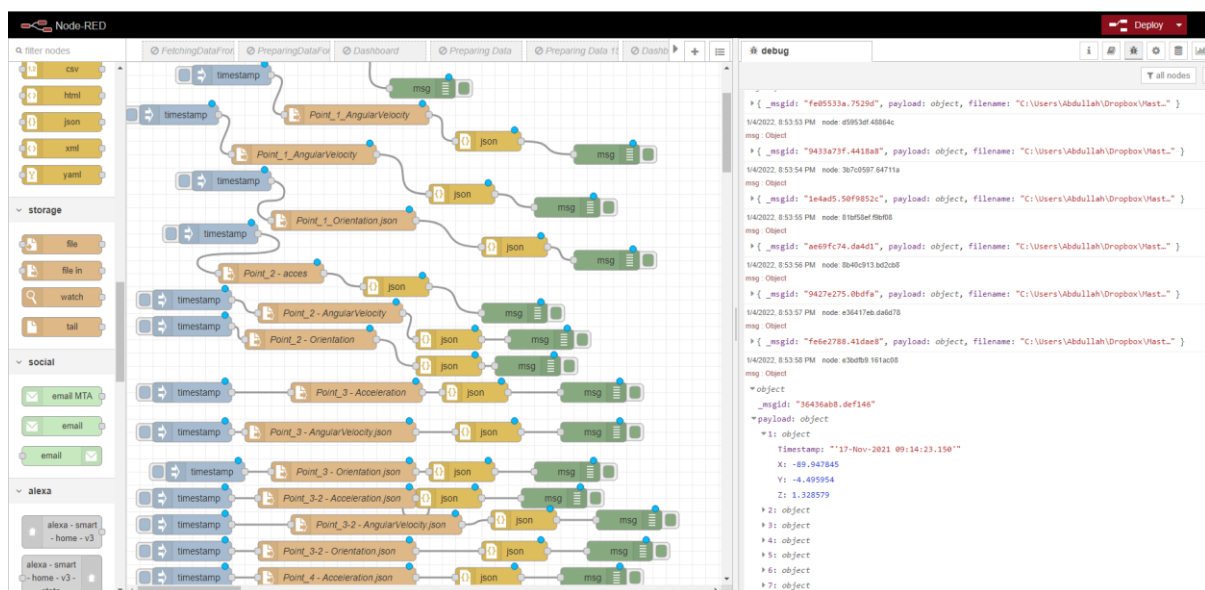 Node-RED
Deploy
filter nodes
FetchingDataFron
PreparingDataFor
Dashboard
Preparing Data
Preparing Data 1
Dashb
debug
all nodes
csv
html
json
xml
yaml
storage
file
file in
watch
tail
social
email MTA
email
email
alexa
alexa - smart
- home - v3
alexa - smart
- home - v3 -
state
timestamp
msg
timestamp
Point_1_AngularVelocity
json
msg
Point_1_AngularVelocity
timestamp
json
msg
Point_1_Orientation.json
timestamp
json
msg
Point_2 - acces
json
timestamp
Point_2 - AngularVelocity
msg
timestamp
Point_2 - Orientation
json
msg
json
msg
timestamp
Point_3 - Acceleration
json
msg
timestamp
Point_3 - AngularVelocity.json
json
msg
timestamp
Point_3 - Orientation.json
json
msg
timestamp
Point_3-2 - Acceleration.json
json
msg
timestamp
Point_3-2 - AngularVelocity.json
json
msg
timestamp
Point_3-2 - Orientation.json
json
msg
timestamp
Point_4 - Acceleration.json
json
msg
{ _msgid: "fe05533a.7529d", payload: object, filename: "C:\Users\Abdullah\Dropbox\Mast…" }
1/4/2022, 8:53:53 PM node: d5953df.48864c
msg : Object
{ _msgid: "9433a73f.4418a8", payload: object, filename: "C:\Users\Abdullah\Dropbox\Mast…" }
1/4/2022, 8:53:54 PM node: 3b7c0597.64711a
msg : Object
{ _msgid: "1e4ad5.50f9852c", payload: object, filename: "C:\Users\Abdullah\Dropbox\Mast…" }
1/4/2022, 8:53:55 PM node: 81bf58ef.f9bf08
msg : Object
{ _msgid: "ae69fc74.da4d1", payload: object, filename: "C:\Users\Abdullah\Dropbox\Mast…" }
1/4/2022, 8:53:56 PM node: 8b40c913.bd2cb8
msg : Object
{ _msgid: "9427e275.0bdfa", payload: object, filename: "C:\Users\Abdullah\Dropbox\Mast…" }
1/4/2022, 8:53:57 PM node: e36417eb.da6d78
msg : Object
{ _msgid: "fe6e2788.41dae8", payload: object, filename: "C:\Users\Abdullah\Dropbox\Mast…" }
1/4/2022, 8:53:58 PM node: e3bdfb9.161ac08
msg : Object
object
_msgid: "36436ab8.def146"
payload: object
1: object
Timestamp: "'17-Nov-2021 09:14:23.150'"
X: -89.947845
Y: -4.495954
Z: 1.328579
2: object
3: object
4: object
5: object
6: object
7: object